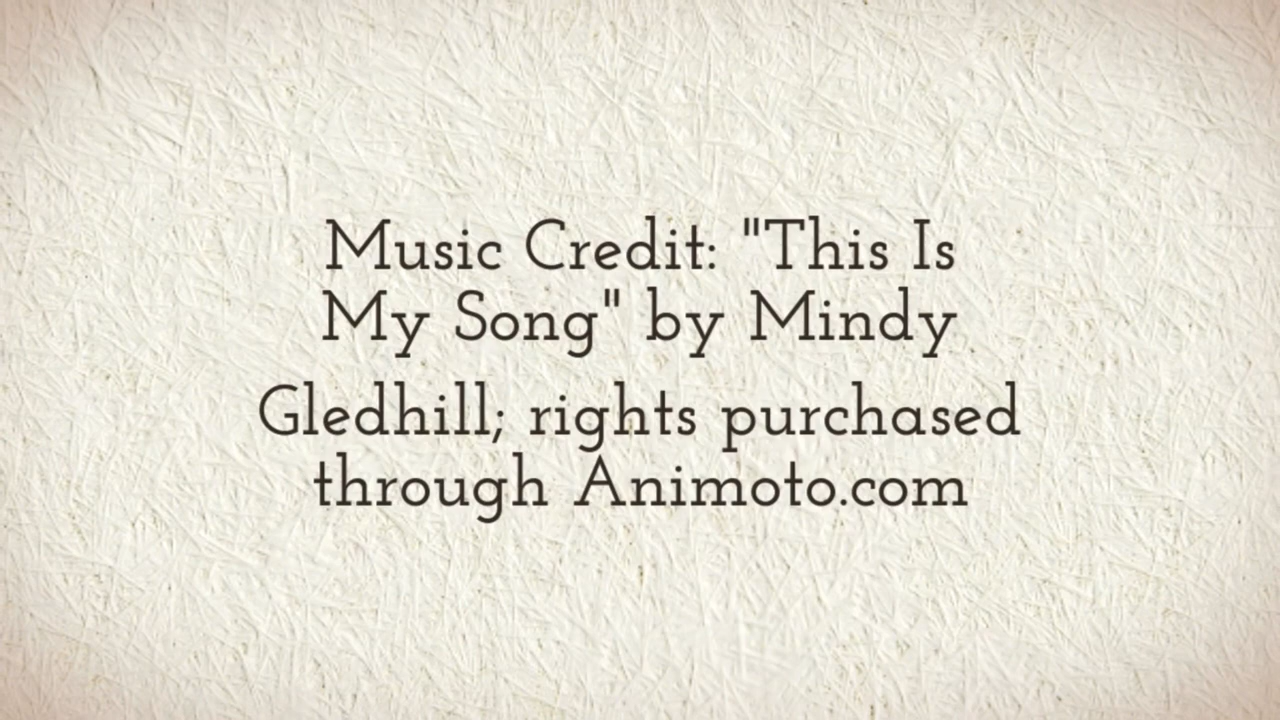 Music Credit: "This Is
My Song" by Mindy
Gledhill; rights purchased
through Animoto.com